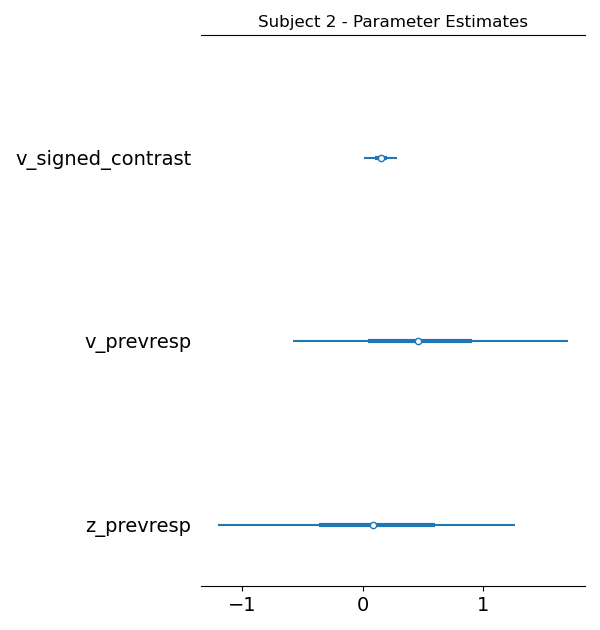 Subject 2 - Parameter Estimates
v_signed_contrast
v_prevresp
z_prevresp
−1 0 1